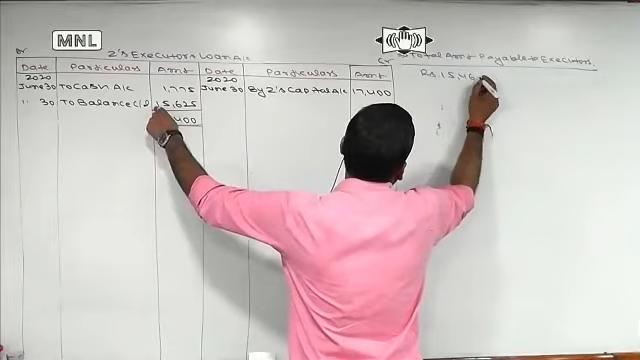 MNL
Dr Z's Executors Loan A/c Cr
Date Particulars Amt Date Particulars Amt
2020 2020
June 30 To Cash A/c 1,775 June 30 By Z's Capital A/c 17,400
" 30 To Balance c/d 15,625
400
Total Amt Payable to Executors.
Rs. 15,46